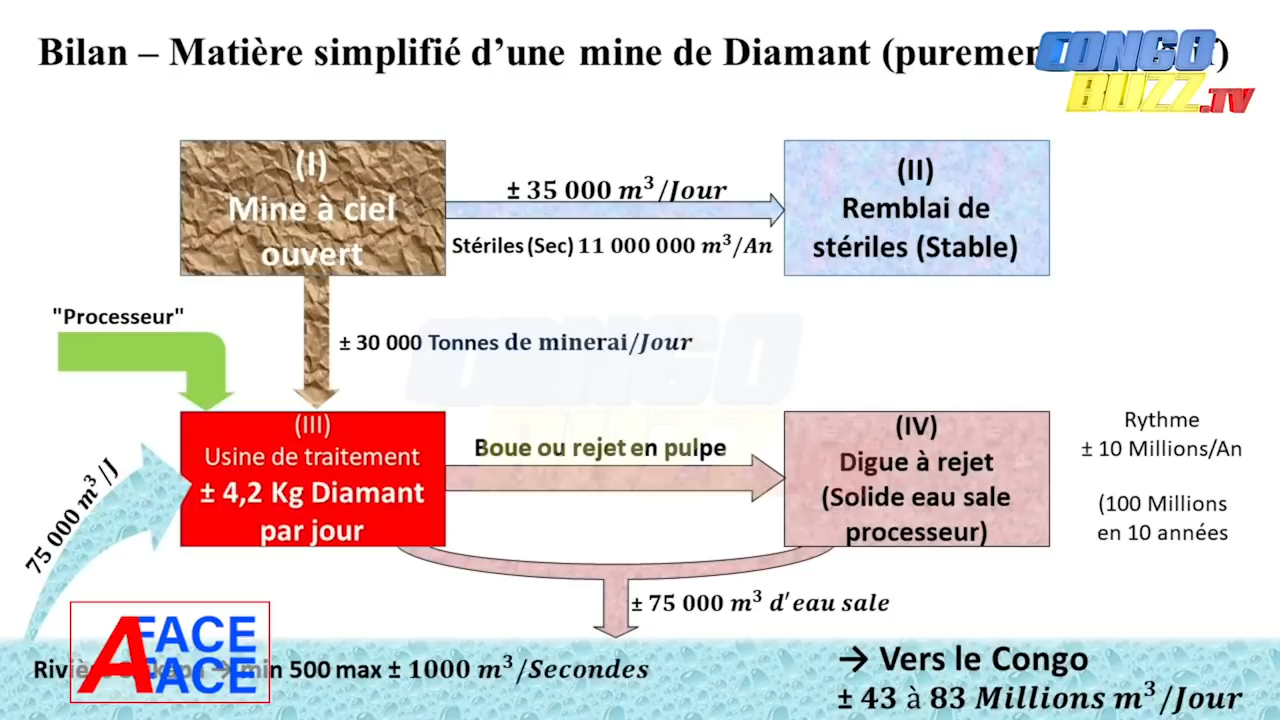 Bilan – Matière simplifié d’une mine de Diamant
CONGO
BUZZ.TV
(I)
Mine à ciel
ouvert
± 35 000 m³/Jour
Stériles (Sec) 11 000 000 m³/An
(II)
Remblai de
stériles (Stable)
"Processeur"
± 30 000 Tonnes de minerai/Jour
75 000 m³/J
(III)
Usine de traitement
± 4,2 Kg Diamant
par jour
Boue ou rejet en pulpe
(IV)
Digue à rejet
(Solide eau sale
processeur)
Rythme
± 10 Millions/An
(100 Millions
en 10 années
± 75 000 m³ d'eau sale
FACE
A FACE
min 500 max ± 1000 m³/Secondes
→ Vers le Congo
± 43 à 83 Millions m³/Jour